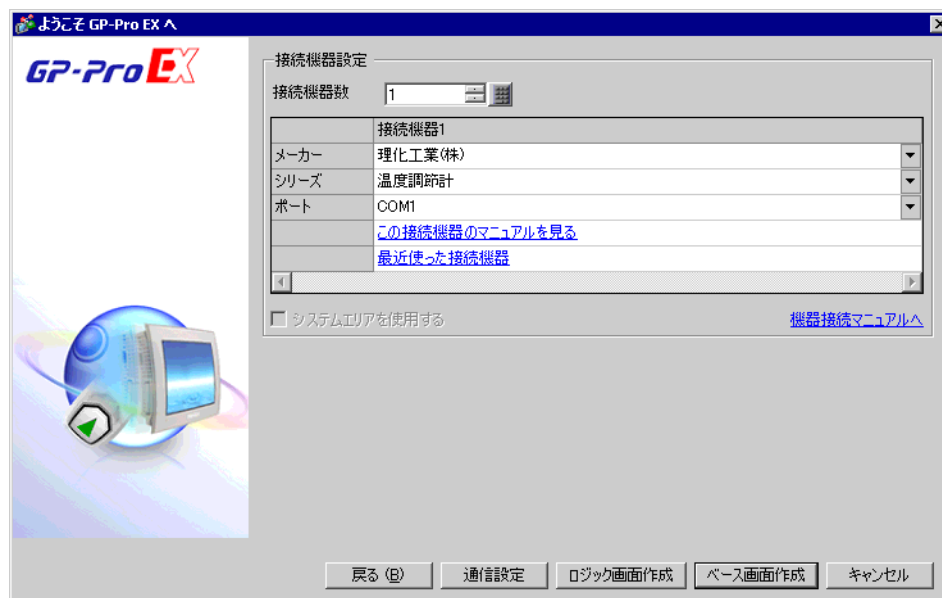 ようこそ GP-Pro EX へ
GP-Pro EX
接続機器設定
接続機器数 1
接続機器1
メーカー 理化工業(株)
シリーズ 温度調節計
ポート COM1
この接続機器のマニュアルを見る
最近使った接続機器
システムエリアを使用する 機器接続マニュアルへ
戻る (B) 通信設定 ロジック画面作成 ベース画面作成 キャンセル